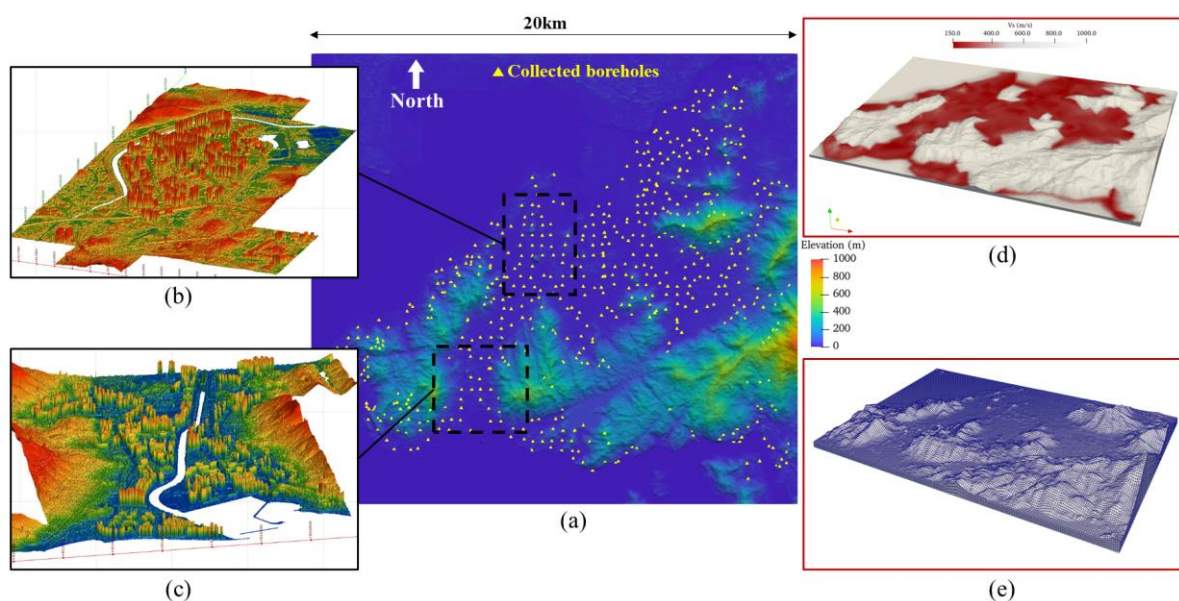 20km
▲ Collected boreholes
North
(a)
(b)
(c)
Vs (m/s)
150.0 400.0 600.0 800.0 1000.0
(d)
Elevation (m)
1000
800
600
400
200
0
(e)